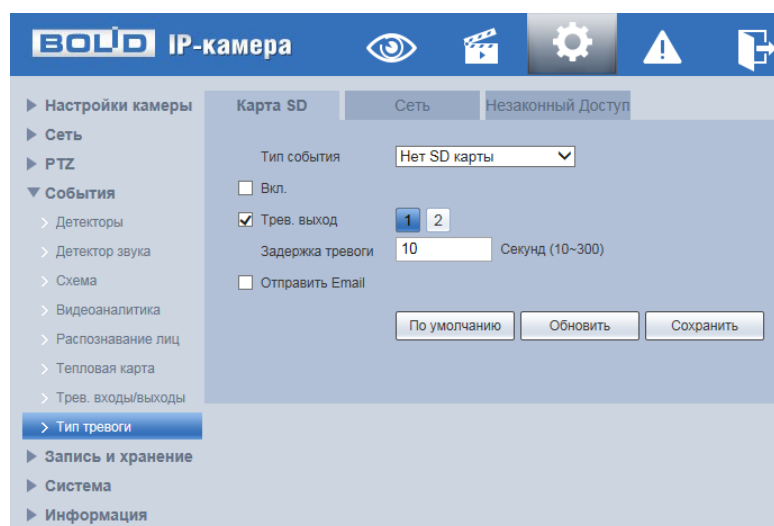 BOLID IP-камера
Настройки камеры
Сеть
PTZ
События
Детекторы
Детектор звука
Схема
Видеоаналитика
Распознавание лиц
Тепловая карта
Трев. входы/выходы
Тип тревоги
Запись и хранение
Система
Информация
Карта SD Сеть Незаконный Доступ
Тип события Нет SD карты
Вкл.
Трев. выход 1 2
Задержка тревоги 10 Секунд (10~300)
Отправить Email
По умолчанию Обновить Сохранить